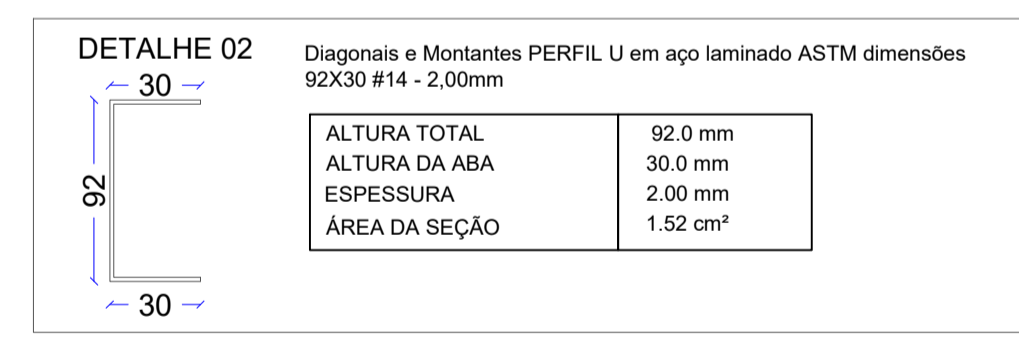 DETALHE 02
Diagonais e Montantes PERFIL U em aço laminado ASTM dimensões
92X30 #14 - 2,00mm
30
92
30
ALTURA TOTAL 92.0 mm
ALTURA DA ABA 30.0 mm
ESPESSURA 2.00 mm
ÁREA DA SEÇÃO 1.52 cm²